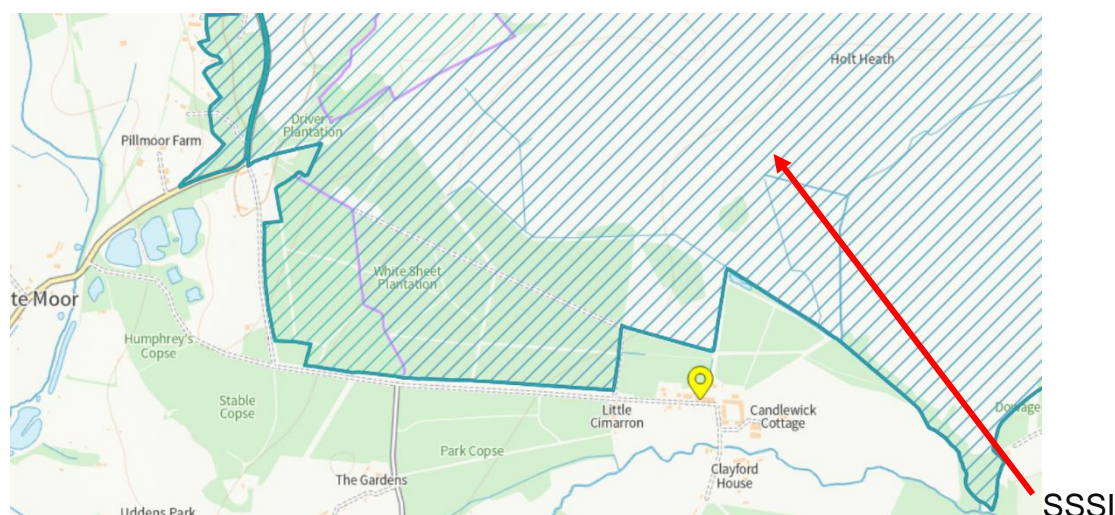 Holt Heath
Driver
Plantation
Pillmoor Farm
White Sheet
Plantation
te Moor
Humphrey's
Copse
Stable
Copse
Little
Cimarron
Candlewick
Cottage
Dowage
Park Copse
Clayford
House
The Gardens
SSSI
Uddens Park